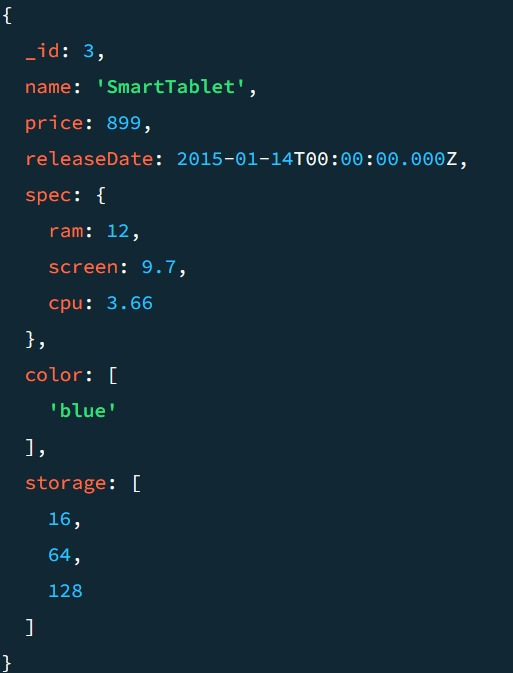 {
  _id: 3,
  name: 'SmartTablet',
  price: 899,
  releaseDate: 2015-01-14T00:00:00.000Z,
  spec: {
    ram: 12,
    screen: 9.7,
    cpu: 3.66
  },
  color: [
    'blue'
  ],
  storage: [
    16,
    64,
    128
  ]
}